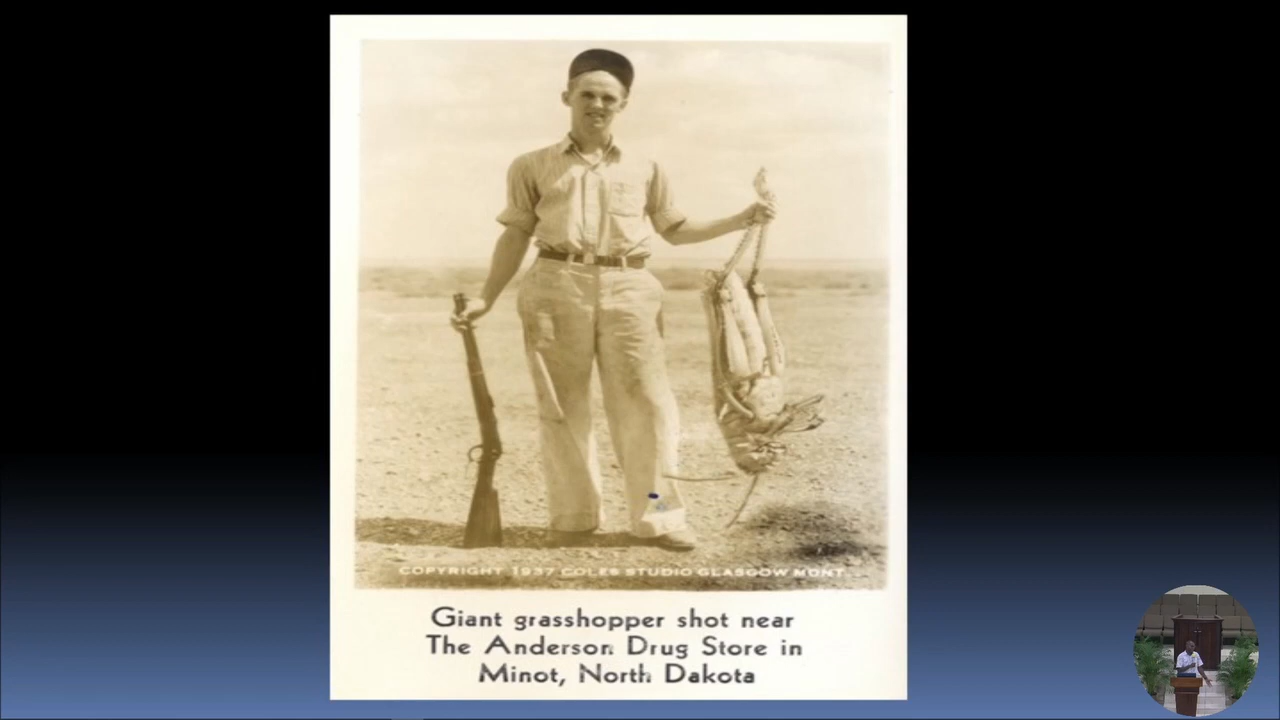 COPYRIGHT 1937 COLES STUDIO GLASGOW MONT.
Giant grasshopper shot near
The Anderson Drug Store in
Minot, North Dakota